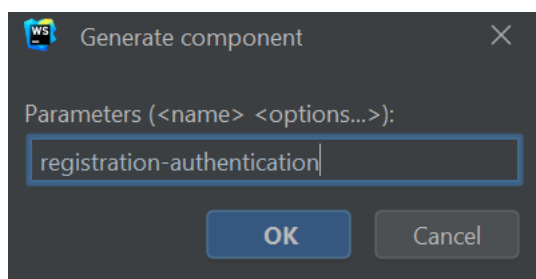 WS Generate component
Parameters (<name> <options...>):
registration-authentication
OK Cancel